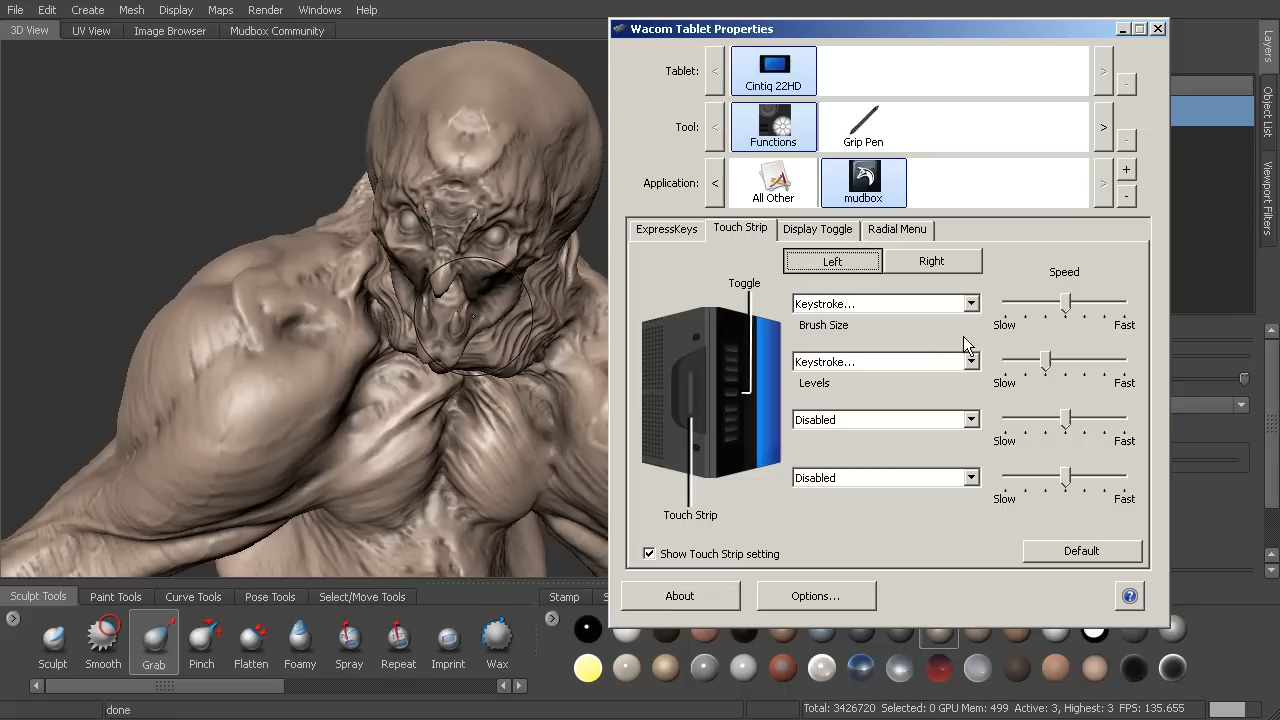 File Edit Create Mesh Display Maps Render Windows Help
3D View UV View Image Browser Mudbox Community
Wacom Tablet Properties
Tablet: < Cintiq 22HD > -
Tool: < Functions Grip Pen > -
Application: < All Other mudbox > + -
ExpressKeys Touch Strip Display Toggle Radial Menu
Left Right
Speed
Toggle
Keystroke...
Brush Size Slow Fast
Keystroke...
Levels Slow Fast
Disabled
Slow Fast
Disabled
Slow Fast
Touch Strip
Show Touch Strip setting Default
About Options... ?
Layers
Object List
Viewport Filters
Sculpt Tools Paint Tools Curve Tools Pose Tools Select/Move Tools Stamp
Sculpt Smooth Grab Pinch Flatten Foamy Spray Repeat Imprint Wax
done Total: 3426720 Selected: 0 GPU Mem: 499 Active: 3, Highest: 3 FPS: 135.655